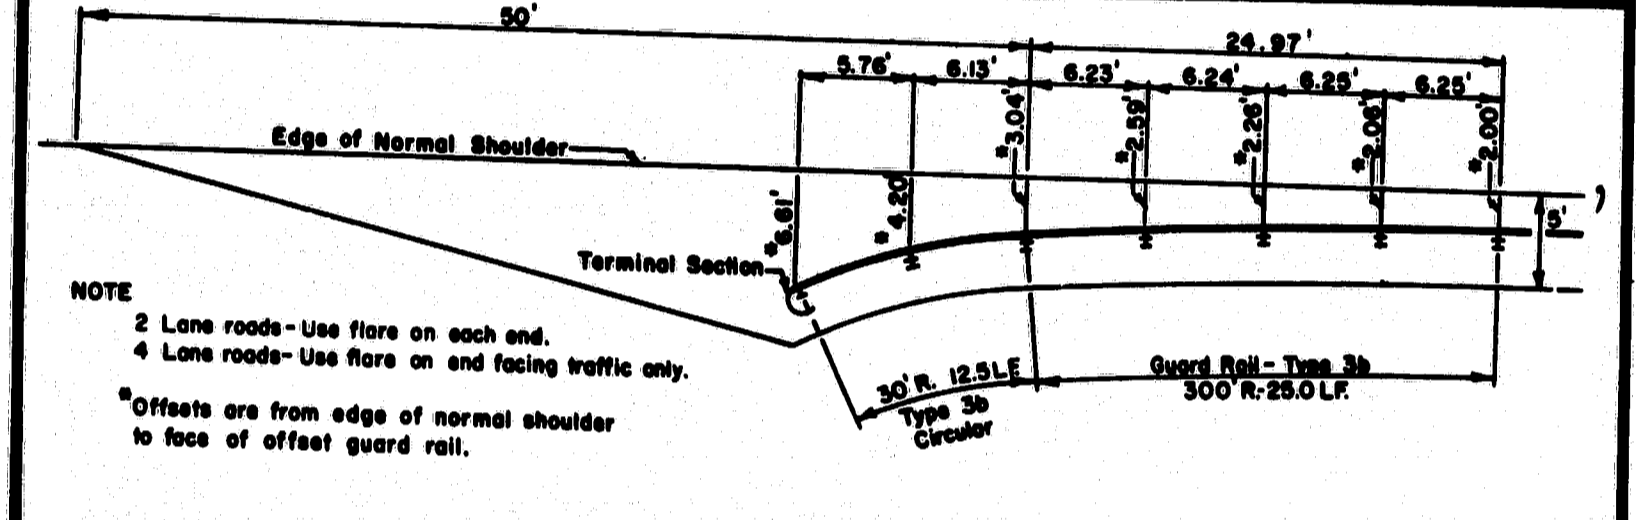 50'
24.97'
5.76'
6.13'
6.23'
6.24'
6.25'
6.25'
*6.61'
*4.20'
*3.04'
*2.59'
*2.26'
*2.06'
*2.00'
Edge of Normal Shoulder
5'
Terminal Section
NOTE
2 Lane roads-Use flare on each end.
4 Lane roads-Use flare on end facing traffic only.
*Offsets are from edge of normal shoulder
to face of offset guard rail.
30' R. 12.5 LF
Type 3b
Circular
Guard Rail-Type 3b
300' R-25.0 LF.